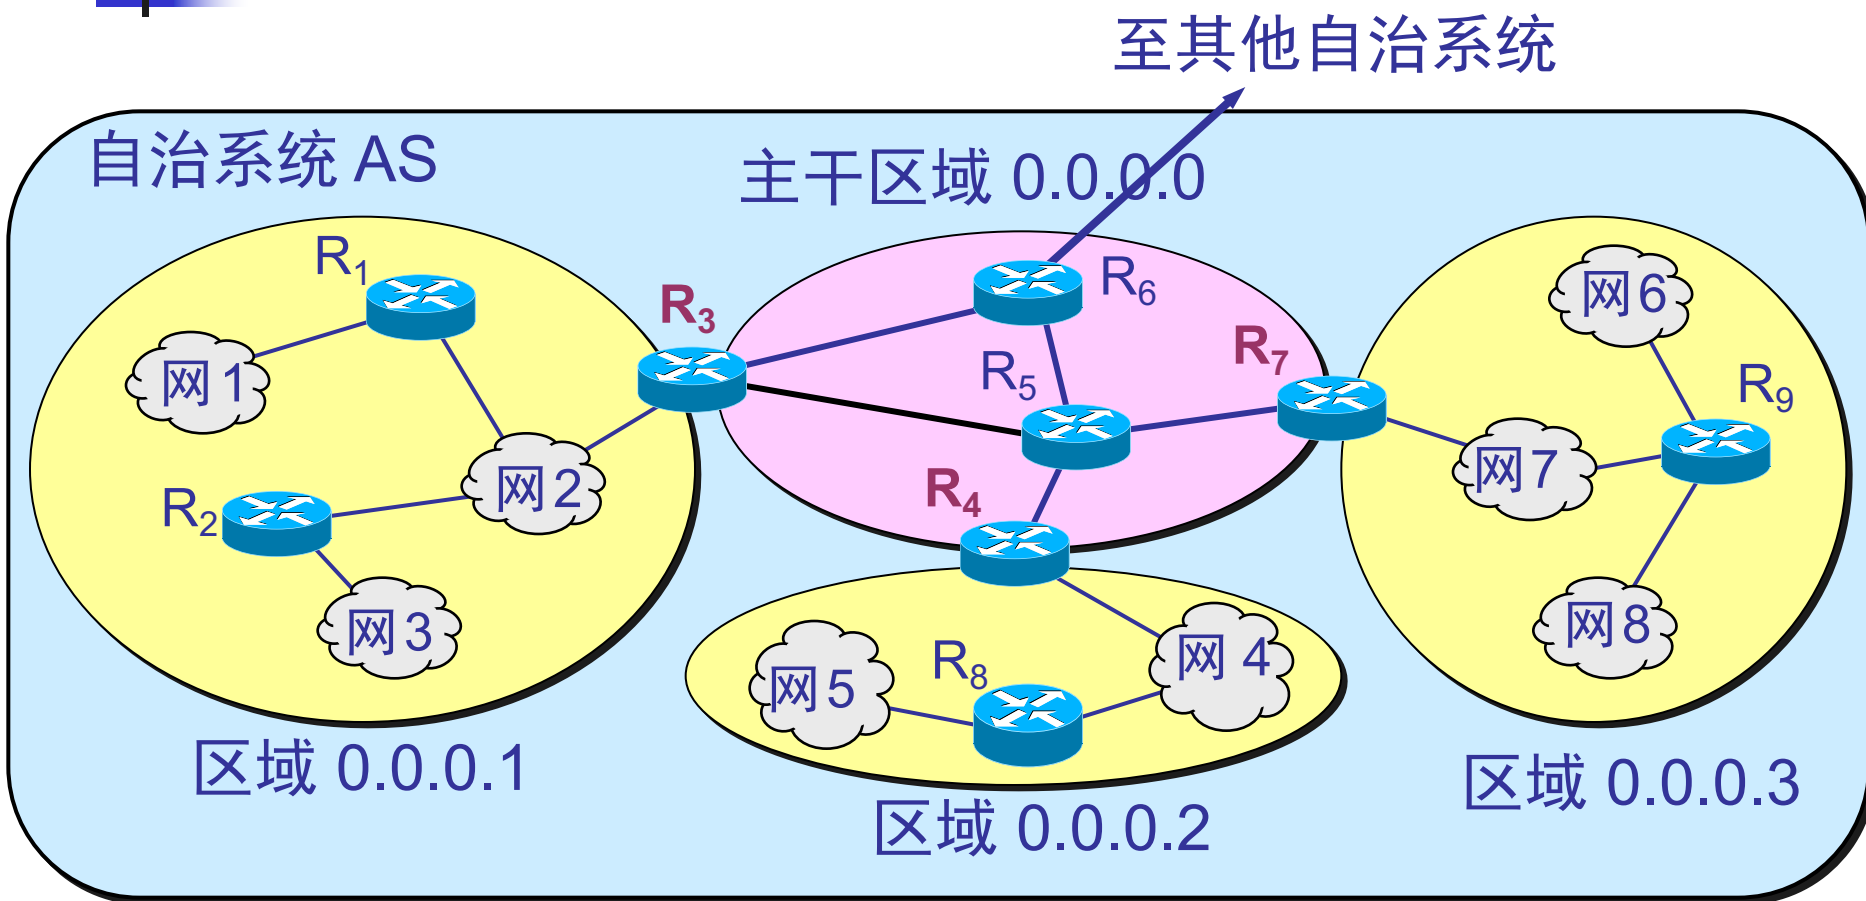 至其他自治系统
自治系统 AS
主干区域 0.0.0.0
R1
R3
R6
网6
网1
R5
R7
R9
R2
网2
R4
网7
网3
网5
R8
网 4
网8
区域 0.0.0.1
区域 0.0.0.2
区域 0.0.0.3